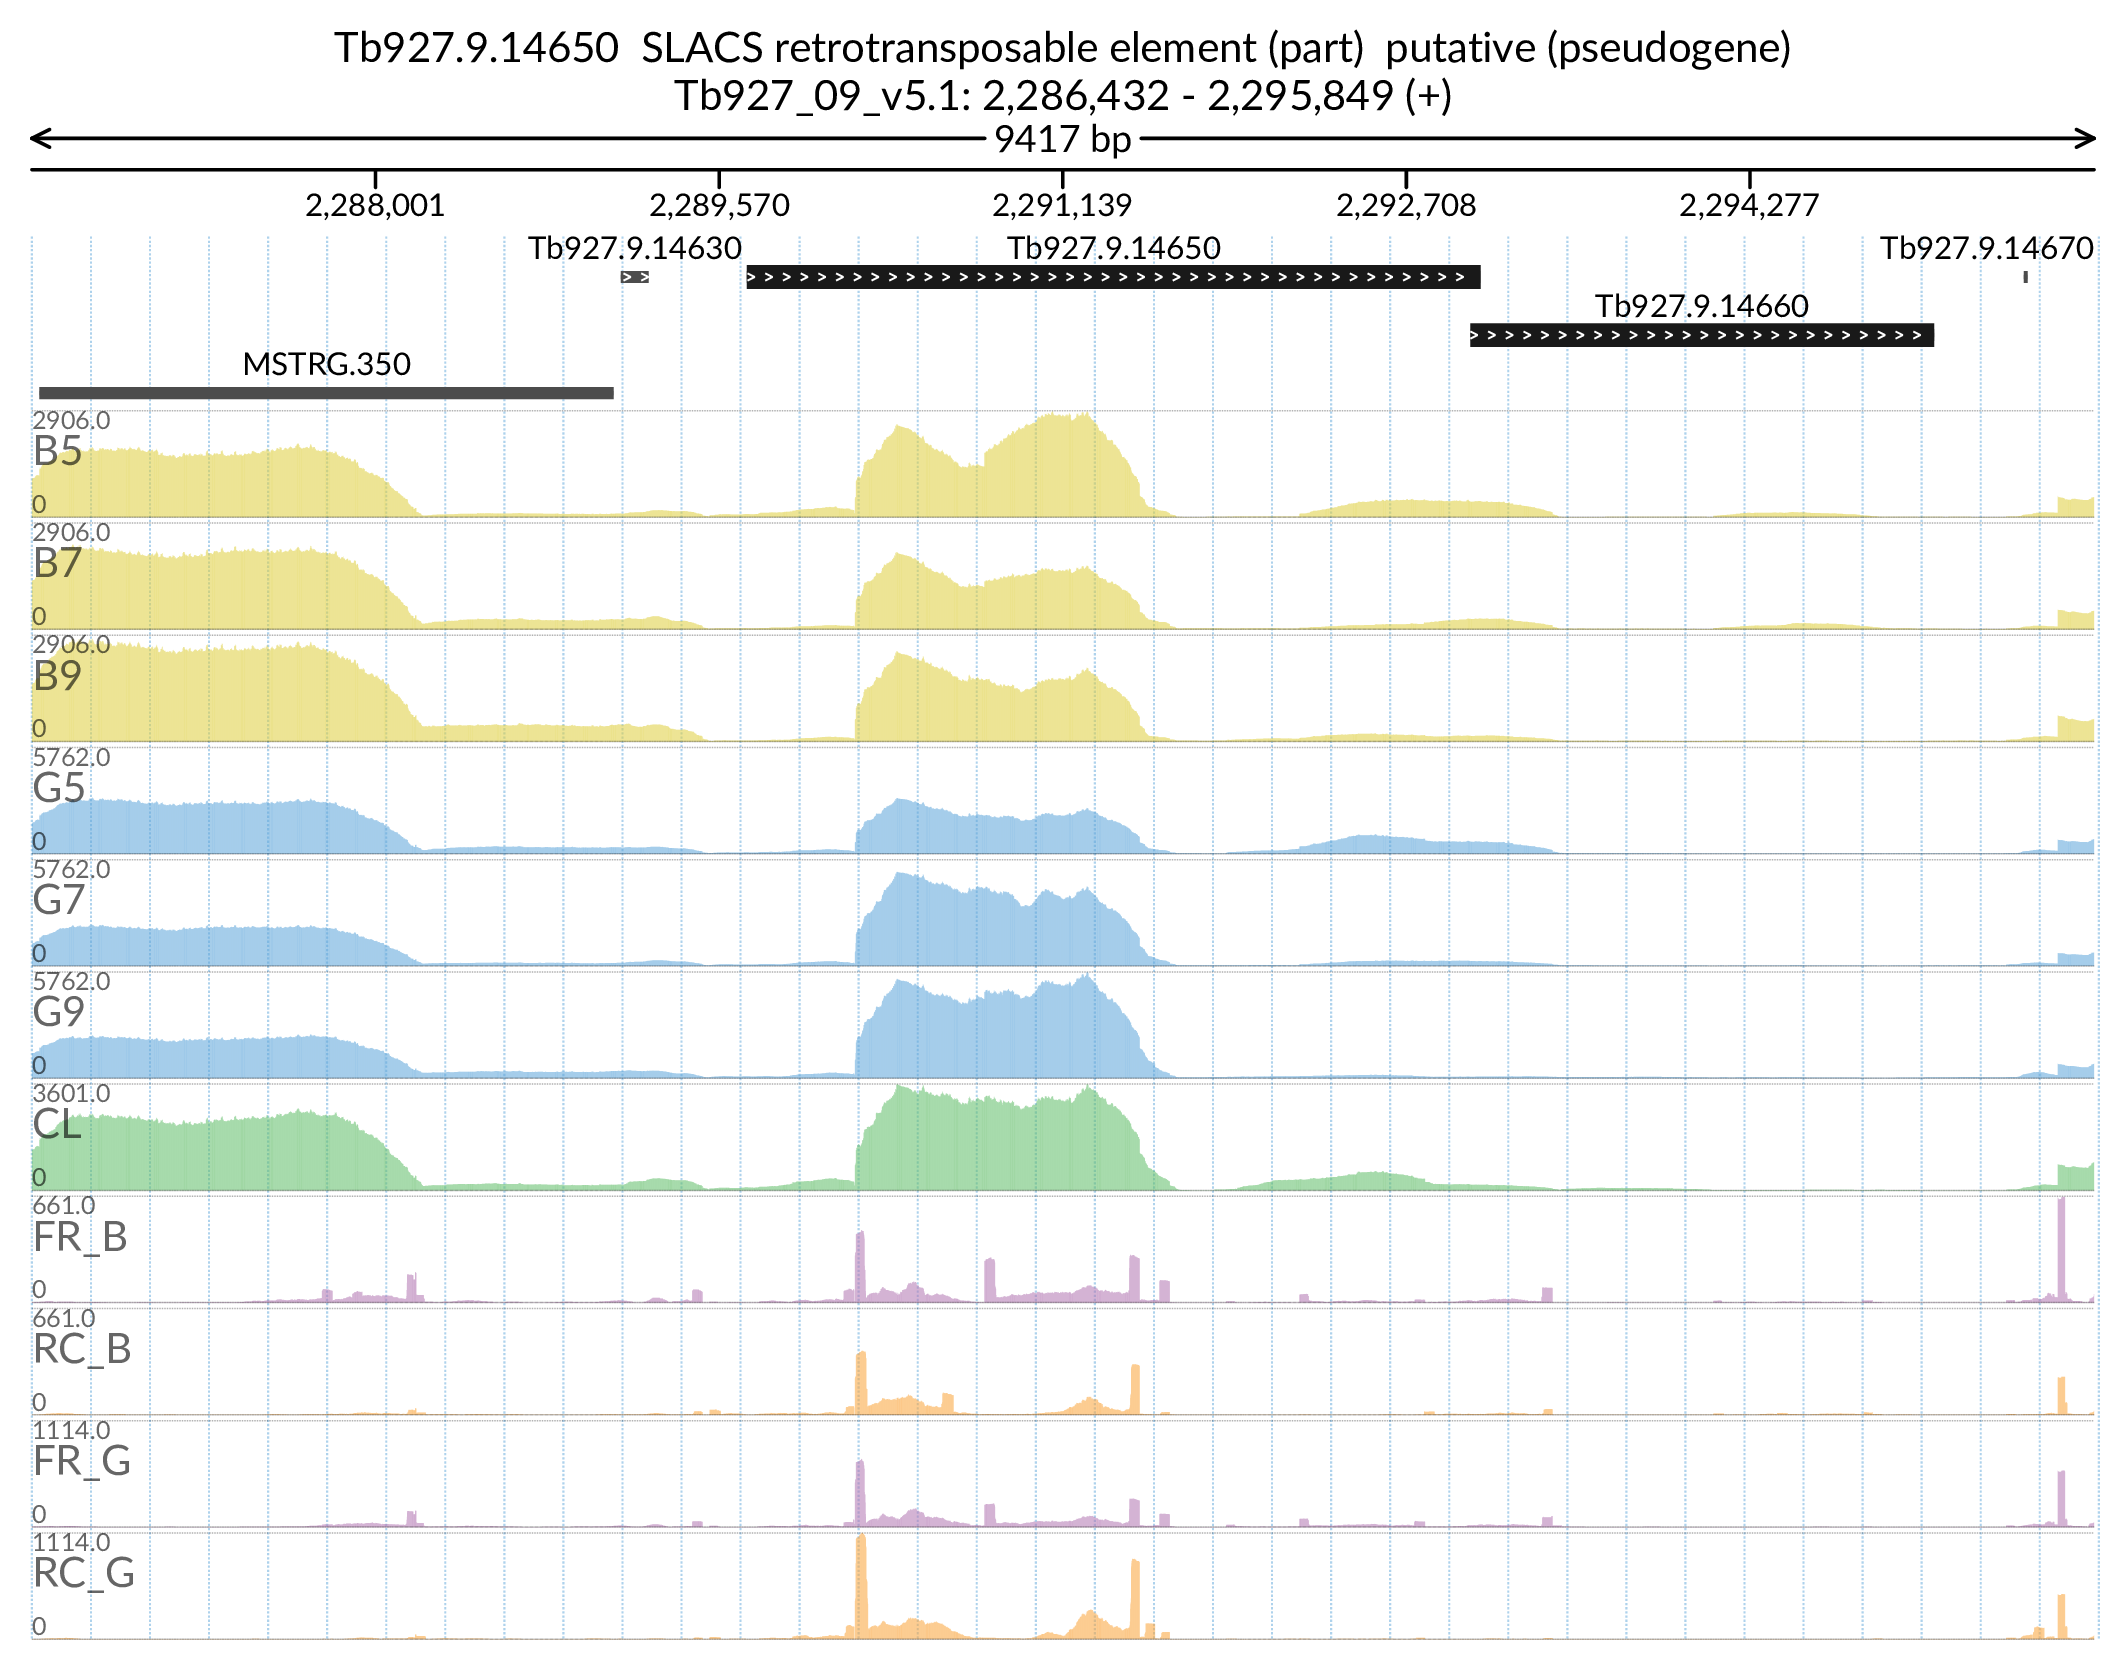 Tb927.9.14650  SLACS retrotransposable element (part)  putative (pseudogene)
Tb927_09_v5.1: 2,286,432 - 2,295,849 (+)
9417 bp
2,288,001 2,289,570 2,291,139 2,292,708 2,294,277
Tb927.9.14630 Tb927.9.14650 Tb927.9.14670
Tb927.9.14660
MSTRG.350
2906.0
B5
0
2906.0
B7
0
2906.0
B9
0
5762.0
G5
0
5762.0
G7
0
5762.0
G9
0
3601.0
CL
0
661.0
FR_B
0
661.0
RC_B
0
1114.0
FR_G
0
1114.0
RC_G
0